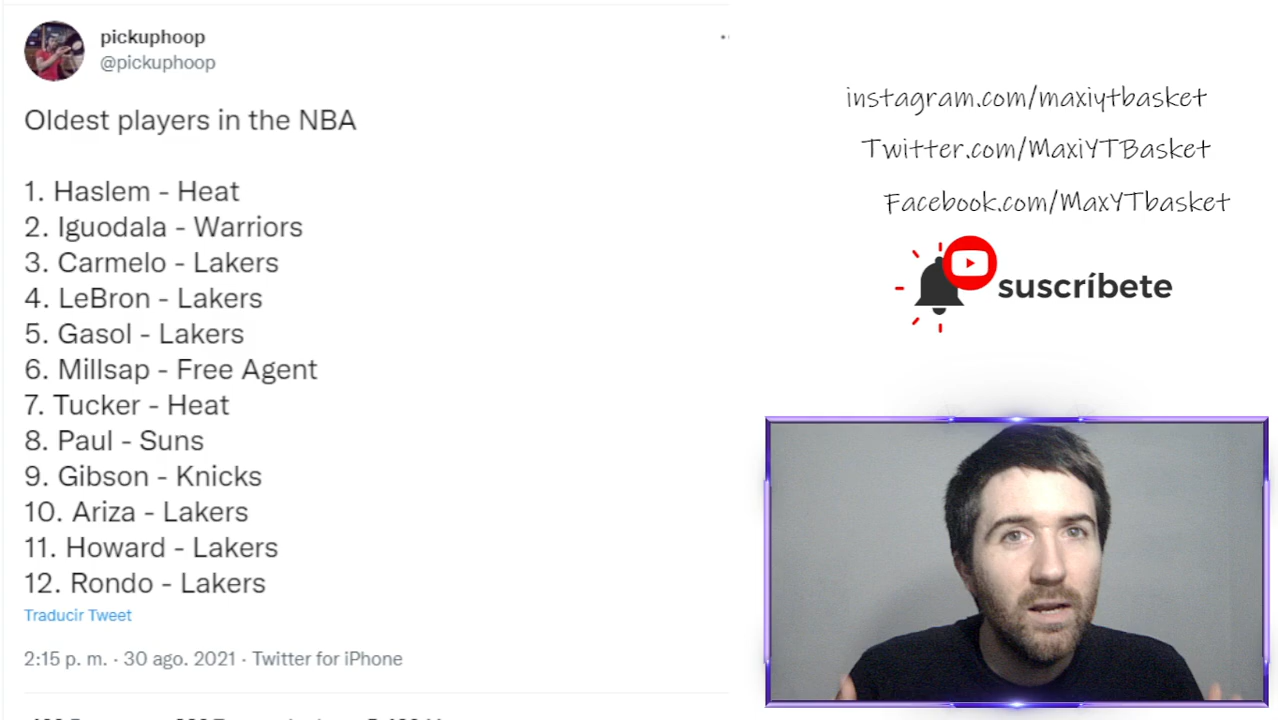 pickuphoop
@pickuphoop
Oldest players in the NBA
1. Haslem - Heat
2. Iguodala - Warriors
3. Carmelo - Lakers
4. LeBron - Lakers
5. Gasol - Lakers
6. Millsap - Free Agent
7. Tucker - Heat
8. Paul - Suns
9. Gibson - Knicks
10. Ariza - Lakers
11. Howard - Lakers
12. Rondo - Lakers
Traducir Tweet
2:15 p. m. · 30 ago. 2021 · Twitter for iPhone
instagram.com/maxiytbasket
Twitter.com/MaxiYTBasket
Facebook.com/MaxYTbasket
suscríbete